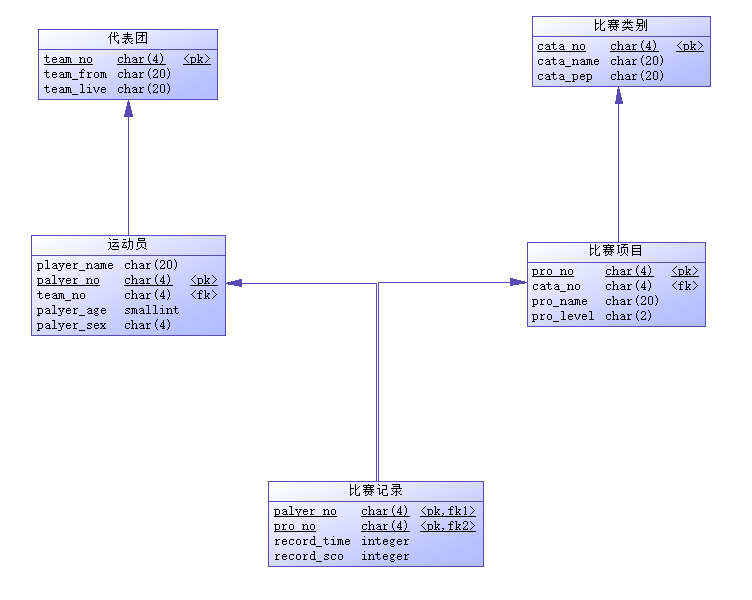 代表团
team_no char(4) <pk>
team_from char(20)
team_live char(20)
比赛类别
cata_no char(4) <pk>
cata_name char(20)
cata_pep char(20)
运动员
player_name char(20)
palyer_no char(4) <pk>
team_no char(4) <fk>
palyer_age smallint
palyer_sex char(4)
比赛项目
pro_no char(4) <pk>
cata_no char(4) <fk>
pro_name char(20)
pro_level char(2)
比赛记录
palyer_no char(4) <pk,fk1>
pro_no char(4) <pk,fk2>
record_time integer
record_sco integer